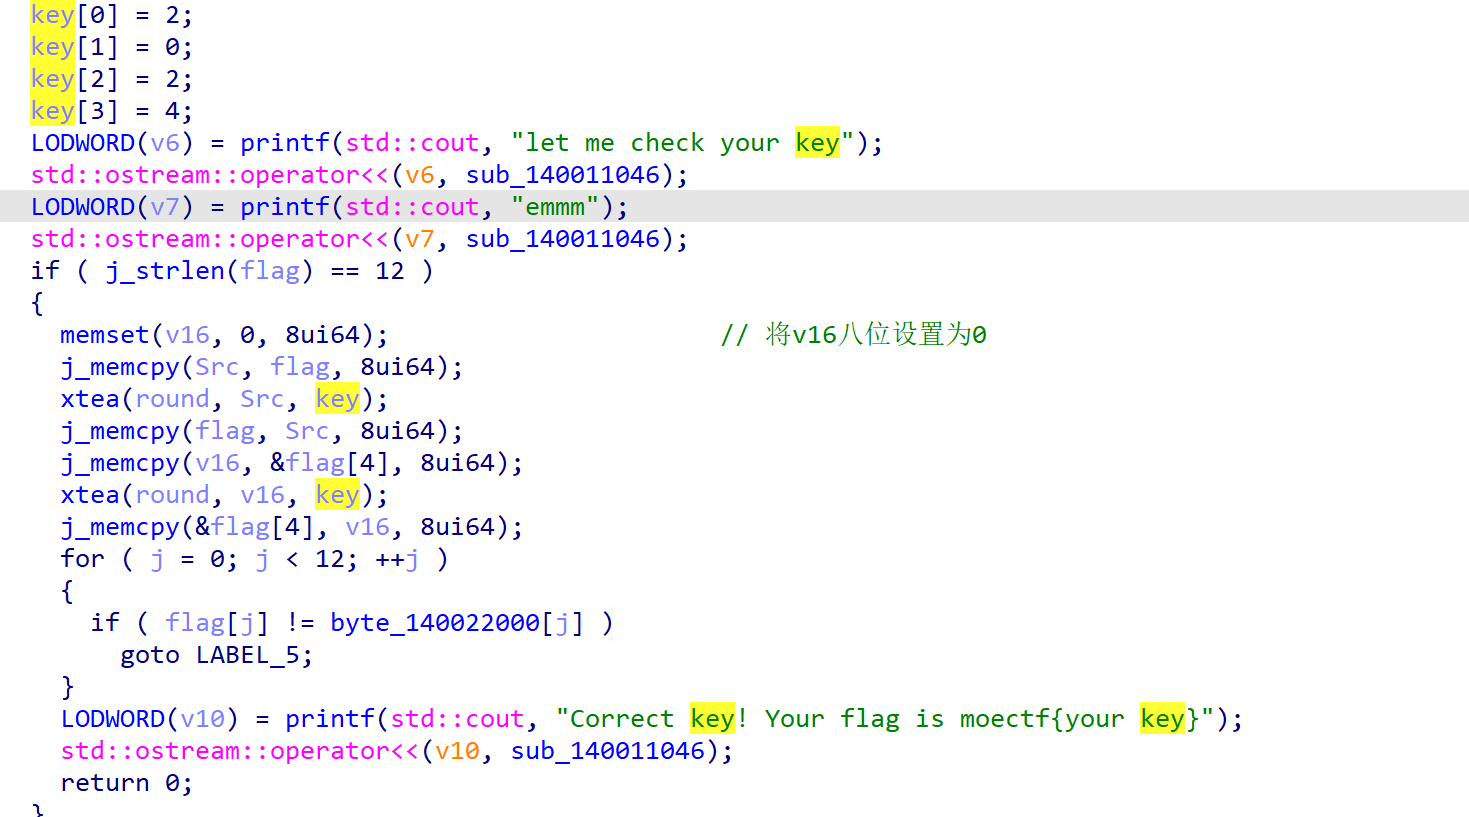 key[0] = 2;
key[1] = 0;
key[2] = 2;
key[3] = 4;
LODWORD(v6) = printf(std::cout, "let me check your key");
std::ostream::operator<<(v6, sub_140011046);
LODWORD(v7) = printf(std::cout, "emmm");
std::ostream::operator<<(v7, sub_140011046);
if ( j_strlen(flag) == 12 )
{
memset(v16, 0, 8ui64); // 将v16八位设置为0
j_memcpy(Src, flag, 8ui64);
xtea(round, Src, key);
j_memcpy(flag, Src, 8ui64);
j_memcpy(v16, &flag[4], 8ui64);
xtea(round, v16, key);
j_memcpy(&flag[4], v16, 8ui64);
for ( j = 0; j < 12; ++j )
{
if ( flag[j] != byte_140022000[j] )
goto LABEL_5;
}
LODWORD(v10) = printf(std::cout, "Correct key! Your flag is moectf{your key}");
std::ostream::operator<<(v10, sub_140011046);
return 0;
}